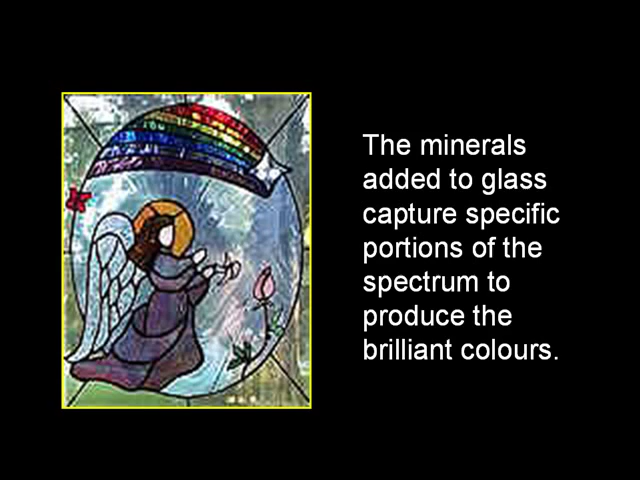 The minerals
added to glass
capture specific
portions of the
spectrum to
produce the
brilliant colours.